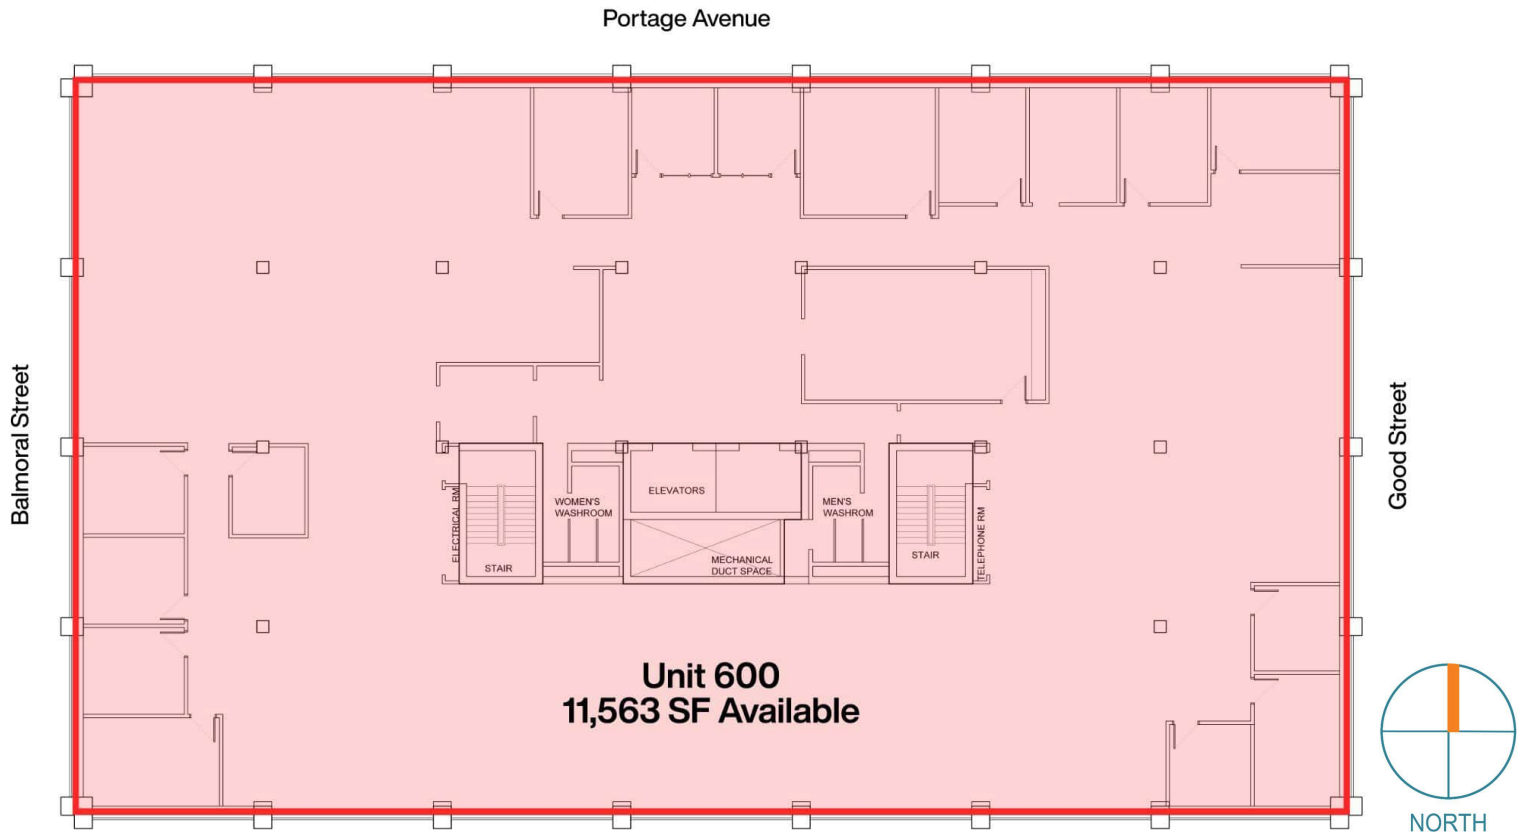 Portage Avenue
Balmoral Street
Good Street
ELECTRICAL RM
STAIR
WOMEN'S
WASHROOM
ELEVATORS
MECHANICAL
DUCT SPACE
MEN'S
WASHROM
STAIR
TELEPHONE RM
Unit 600
11,563 SF Available
NORTH